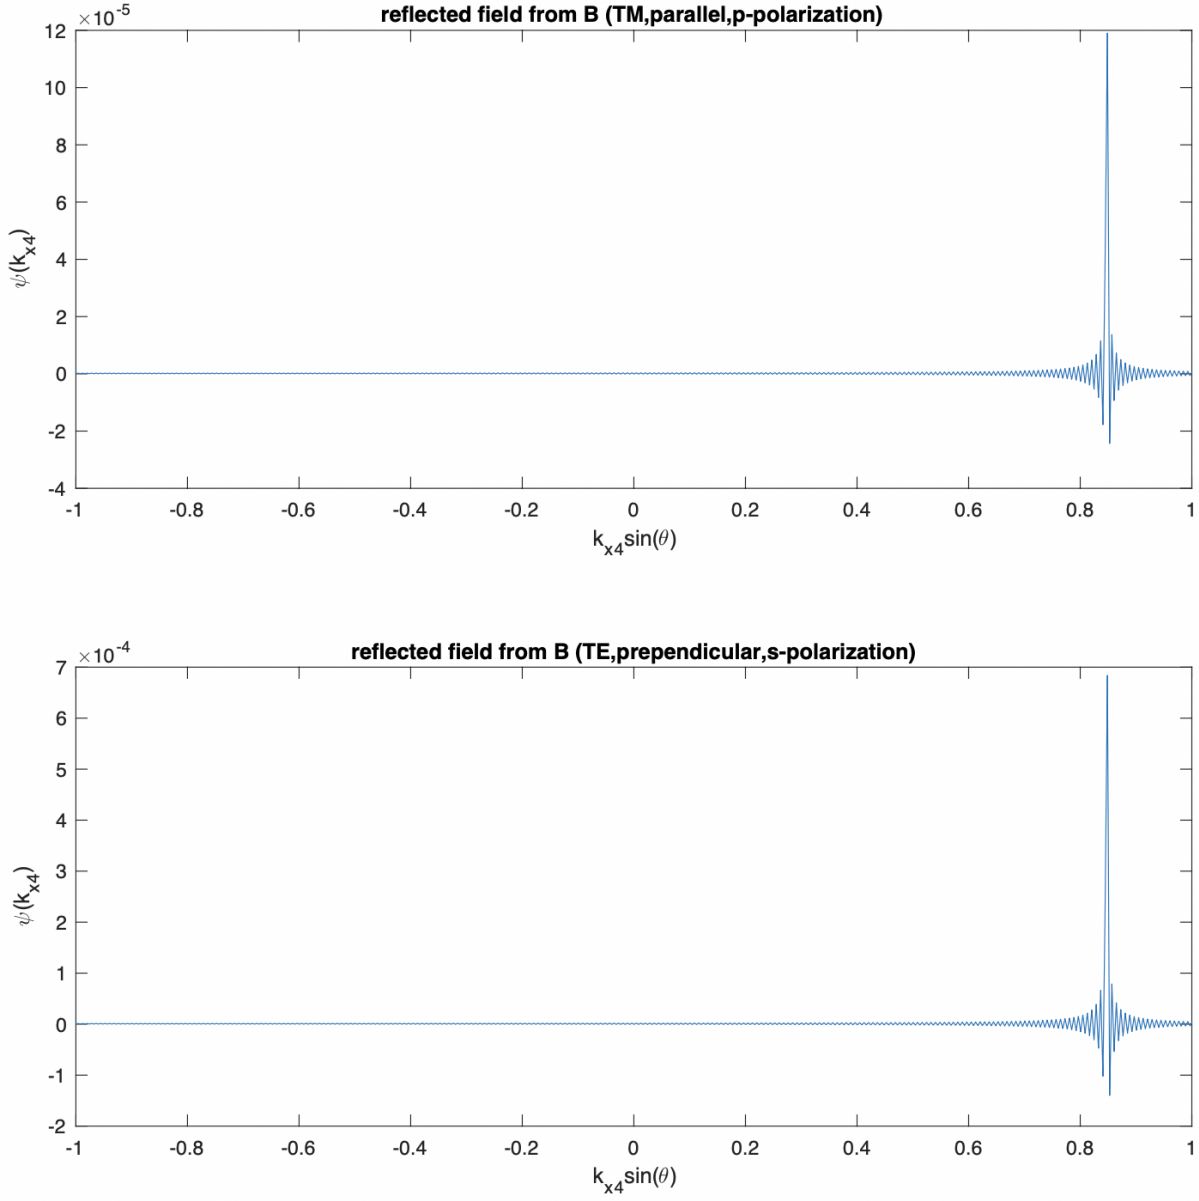 reflected field from B (TM,parallel,p-polarization)
×10-5
12
10
8
6
4
2
0
-2
-4
ψ(kx4)
-1 -0.8 -0.6 -0.4 -0.2 0 0.2 0.4 0.6 0.8 1
kx4sin(θ)
reflected field from B (TE,prependicular,s-polarization)
×10-4
7
6
5
4
3
2
1
0
-1
-2
ψ(kx4)
-1 -0.8 -0.6 -0.4 -0.2 0 0.2 0.4 0.6 0.8 1
kx4sin(θ)